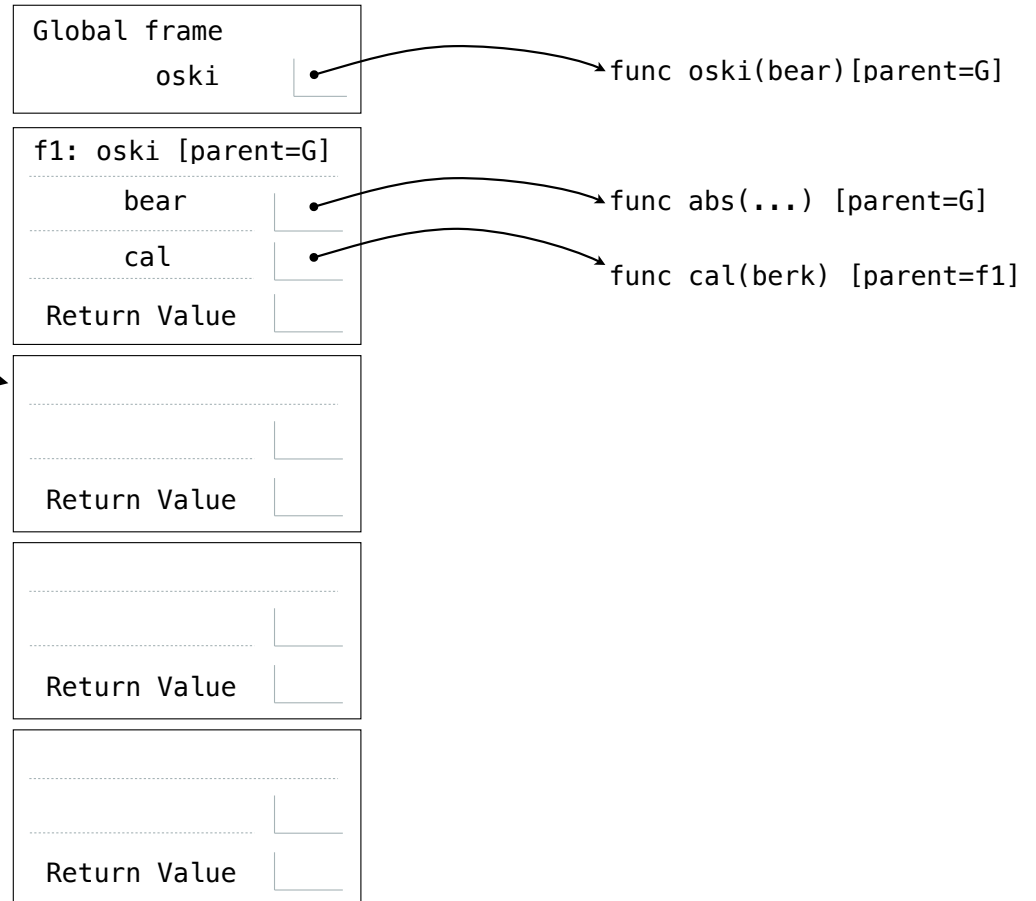 Global frame
oski
func oski(bear)[parent=G]
f1: oski [parent=G]
bear
func abs(...) [parent=G]
cal
func cal(berk) [parent=f1]
Return Value
Return Value
Return Value
Return Value